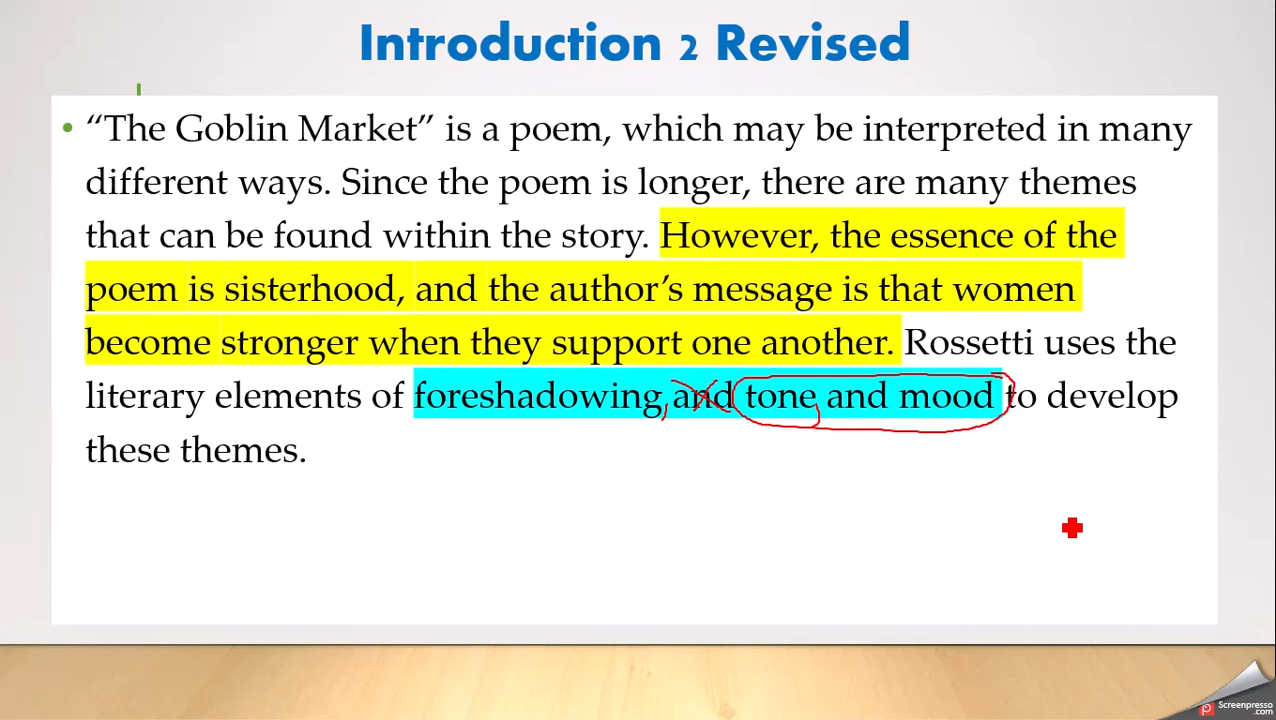 Introduction 2 Revised
• “The Goblin Market” is a poem, which may be interpreted in many
different ways. Since the poem is longer, there are many themes
that can be found within the story. However, the essence of the
poem is sisterhood, and the author’s message is that women
become stronger when they support one another. Rossetti uses the
literary elements of foreshadowing, and tone, and mood to develop
these themes.
Screenpresso
.com